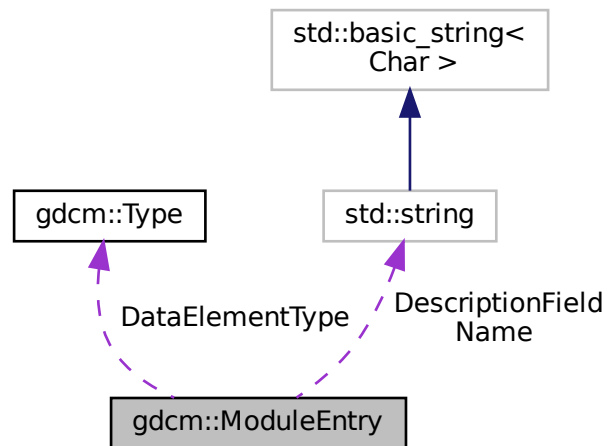 std::basic_string<
Char >
gdcm::Type
std::string
DataElementType
DescriptionField
Name
gdcm::ModuleEntry